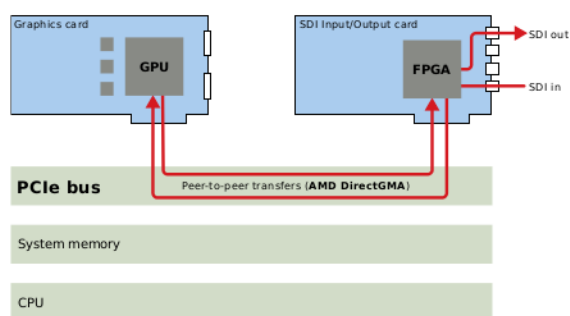 Graphics card
SDI Input/Output card
SDI out
GPU
FPGA
SDI in
PCIe bus
Peer-to-peer transfers (AMD DirectGMA)
System memory
CPU